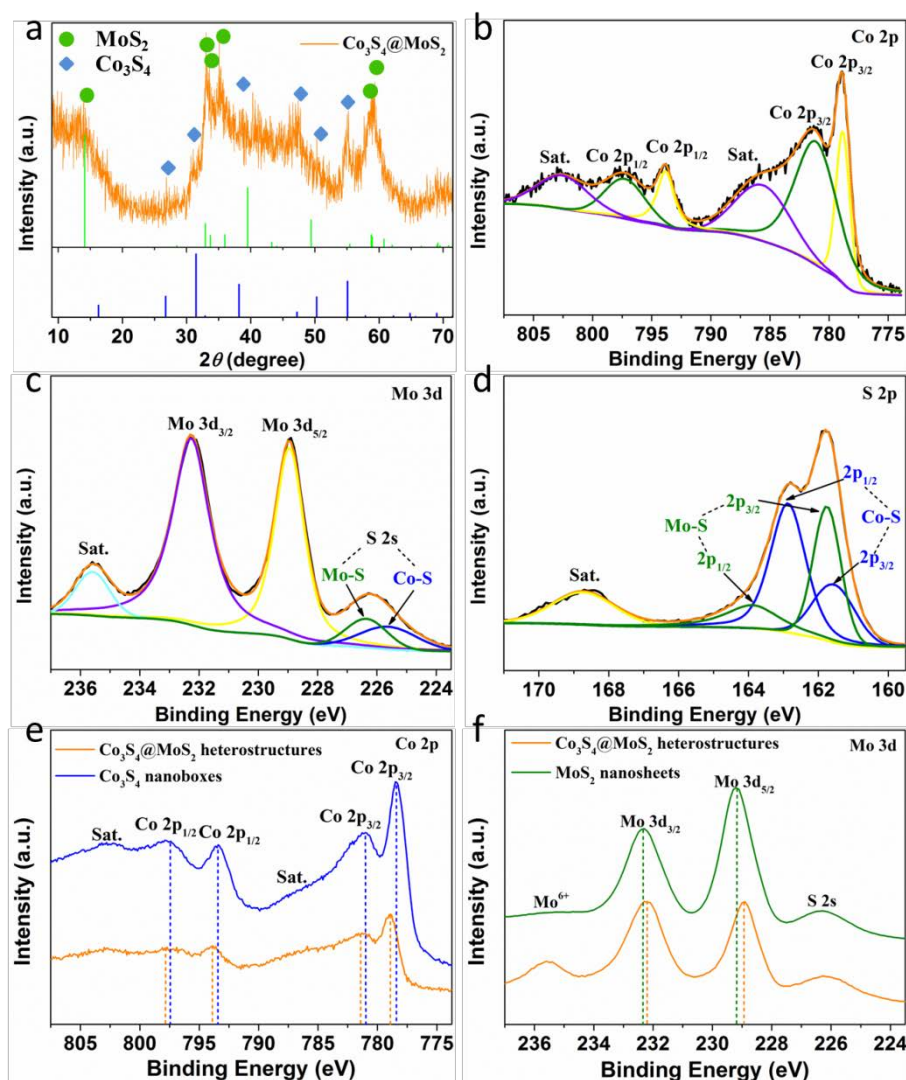 a
MoS2
Co3S4
Co3S4@MoS2
Intensity (a.u.)
10 20 30 40 50 60 70
2θ (degree)
b
Co 2p
Co 2p3/2
Co 2p3/2
Sat.
Co 2p1/2
Co 2p1/2
Sat.
Intensity (a.u.)
805 800 795 790 785 780 775
Binding Energy (eV)
c
Mo 3d
Mo 3d3/2
Mo 3d5/2
Sat.
S 2s
Mo-S
Co-S
Intensity (a.u.)
236 234 232 230 228 226 224
Binding Energy (eV)
d
S 2p
2p1/2
2p3/2
Mo-S
Co-S
2p1/2
2p3/2
Sat.
Intensity (a.u.)
170 168 166 164 162 160
Binding Energy (eV)
e
Co3S4@MoS2 heterostructures
Co 2p
Co3S4 nanoboxes
Co 2p3/2
Sat.
Co 2p1/2
Co 2p1/2
Co 2p3/2
Sat.
Intensity (a.u.)
805 800 795 790 785 780 775
Binding Energy (eV)
f
Co3S4@MoS2 heterostructures
Mo 3d
MoS2 nanosheets
Mo 3d5/2
Mo 3d3/2
Mo6+
S 2s
Intensity (a.u.)
236 234 232 230 228 226 224
Binding Energy (eV)